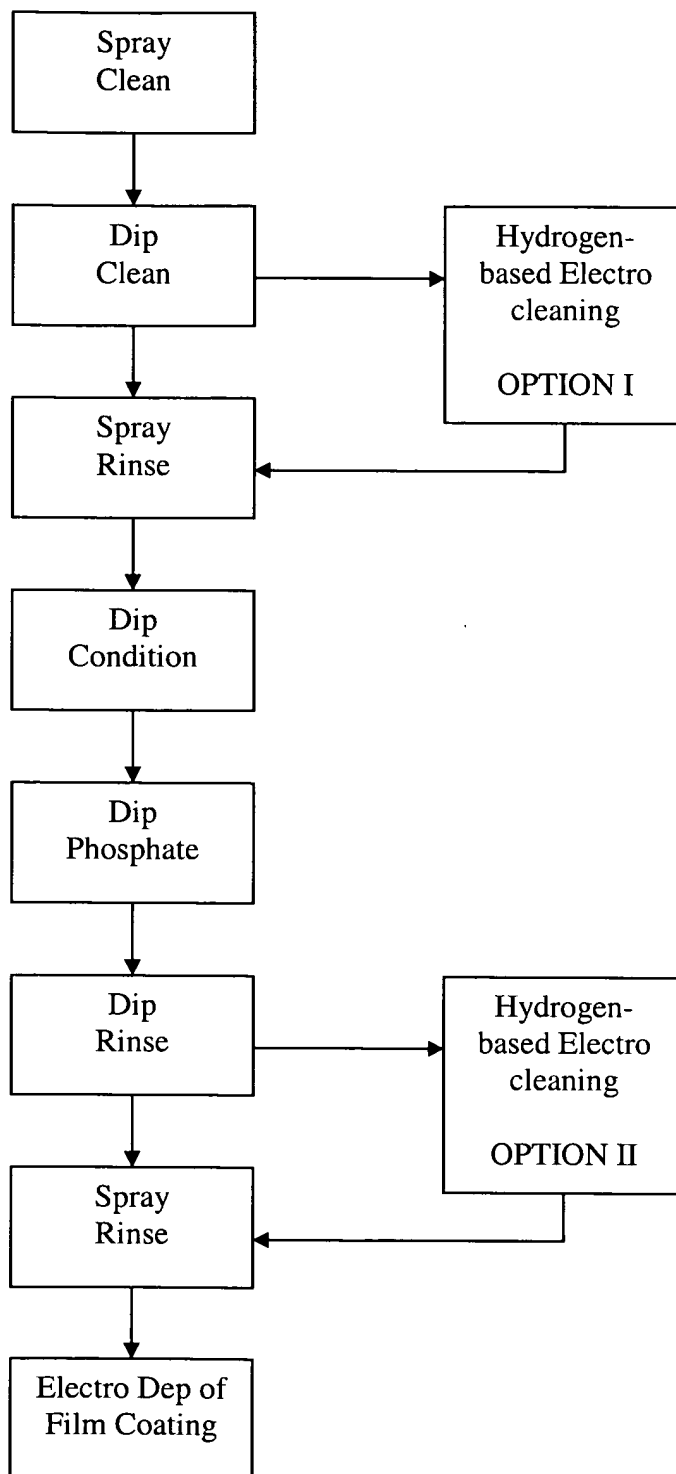 Spray
Clean
Dip
Clean
Hydrogen-
based Electro
cleaning
OPTION I
Spray
Rinse
Dip
Condition
Dip
Phosphate
Dip
Rinse
Hydrogen-
based Electro
cleaning
OPTION II
Spray
Rinse
Electro Dep of
Film Coating